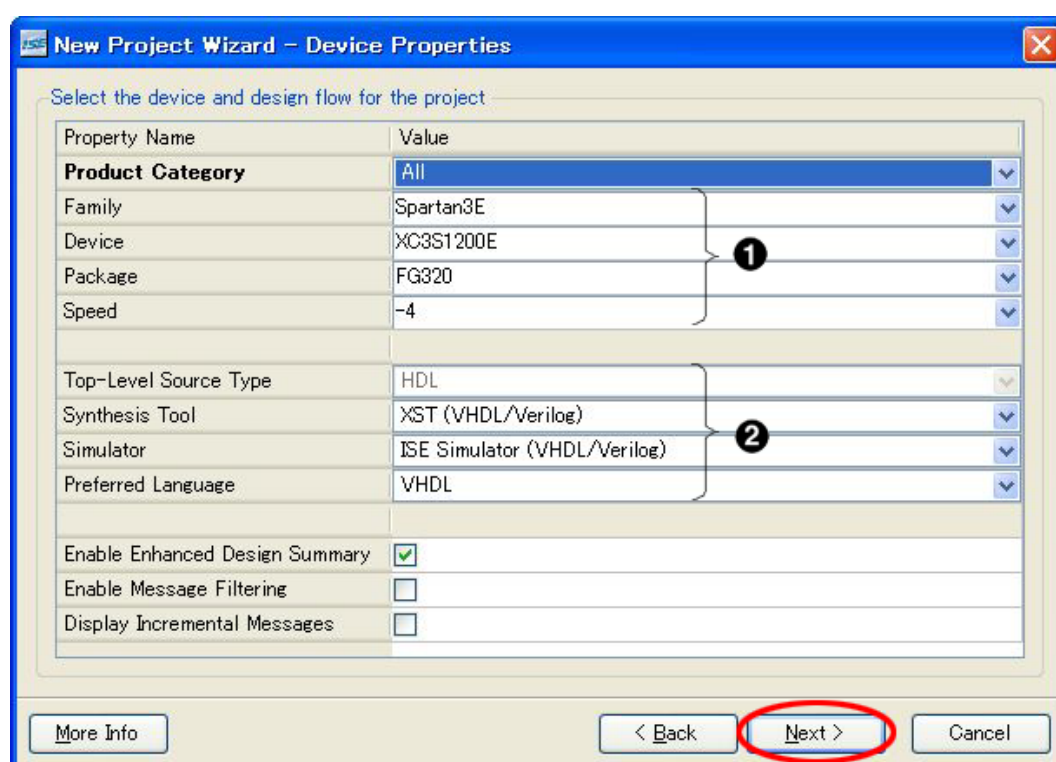 ISE New Project Wizard - Device Properties
Select the device and design flow for the project
Property Name Value
Product Category All
Family Spartan3E
Device XC3S1200E
Package FG320
Speed -4
❶
Top-Level Source Type HDL
Synthesis Tool XST (VHDL/Verilog)
Simulator ISE Simulator (VHDL/Verilog)
Preferred Language VHDL
❷
Enable Enhanced Design Summary
Enable Message Filtering
Display Incremental Messages
More Info < Back Next > Cancel